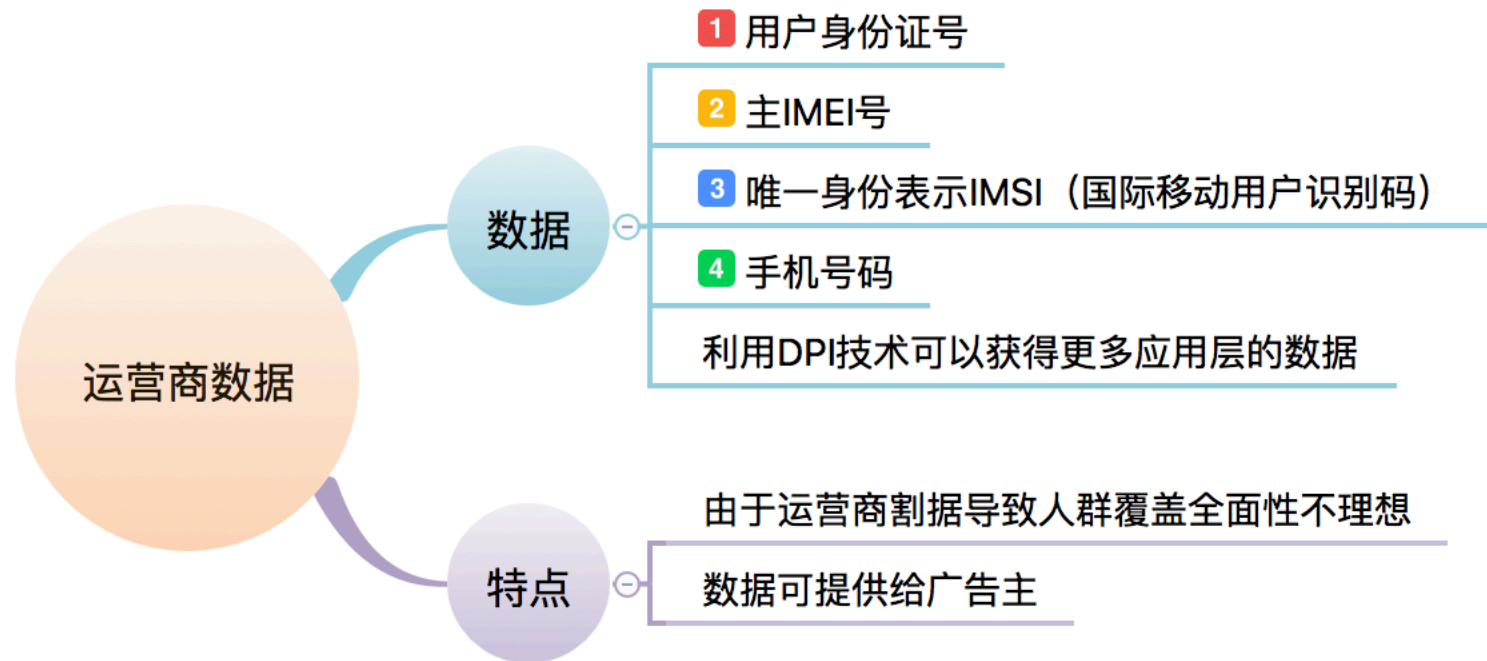 运营商数据
数据
1 用户身份证号
2 主IMEI号
3 唯一身份表示IMSI（国际移动用户识别码）
4 手机号码
利用DPI技术可以获得更多应用层的数据
特点
由于运营商割据导致人群覆盖全面性不理想
数据可提供给广告主